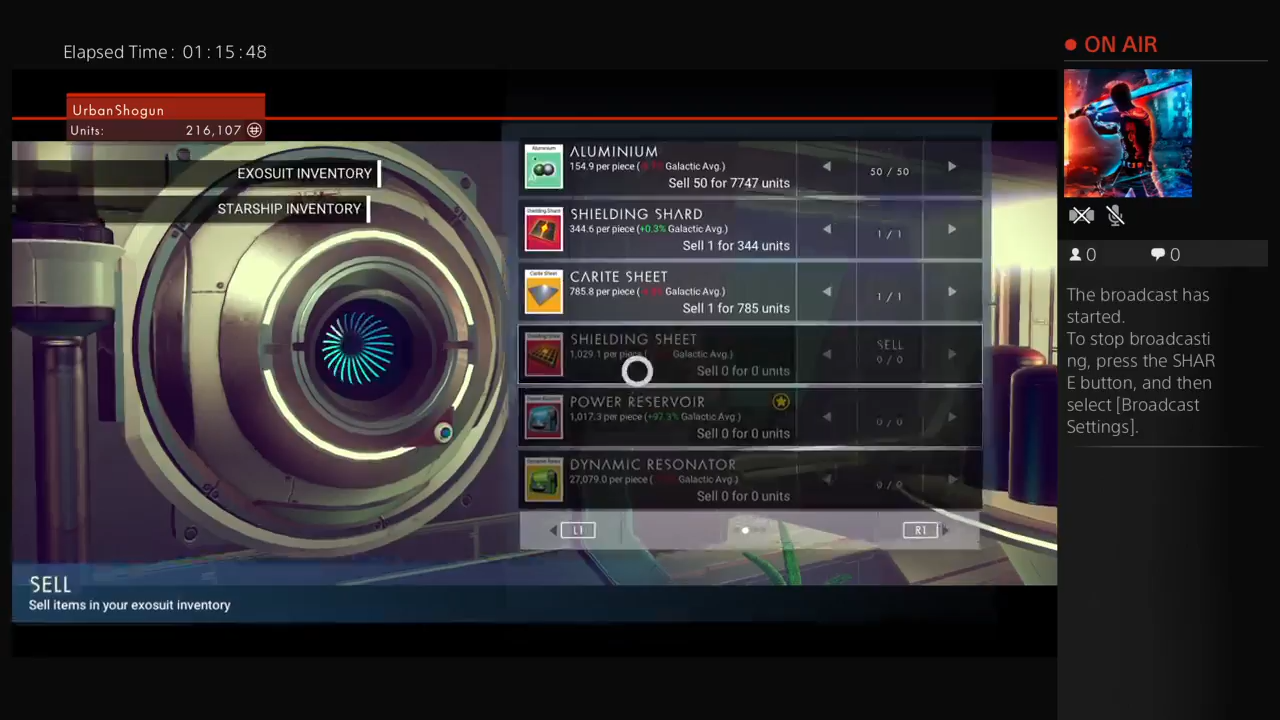 Elapsed Time: 01:15:48
ON AIR
UrbanShogun
Units: 216,107
EXOSUIT INVENTORY
STARSHIP INVENTORY
Aluminium
ALUMINIUM
154.9 per piece ( Galactic Avg.)
Sell 50 for 7747 units
50 / 50
Shielding Shard
SHIELDING SHARD
344.6 per piece (+0.3% Galactic Avg.)
Sell 1 for 344 units
1 / 1
Carite Sheet
CARITE SHEET
785.8 per piece ( Galactic Avg.)
Sell 1 for 785 units
1 / 1
SHIELDING SHEET
1,029.1 per piece ( Galactic Avg.)
Sell 0 for 0 units
SELL
0 / 0
POWER RESERVOIR
1,017.3 per piece (+97.3% Galactic Avg.)
Sell 0 for 0 units
0 / 0
DYNAMIC RESONATOR
27,079.0 per piece ( Galactic Avg.)
Sell 0 for 0 units
0 / 0
L1
R1
SELL
Sell items in your exosuit inventory
0
0
The broadcast has
started.
To stop broadcasti
ng, press the SHAR
E button, and then
select [Broadcast
Settings].